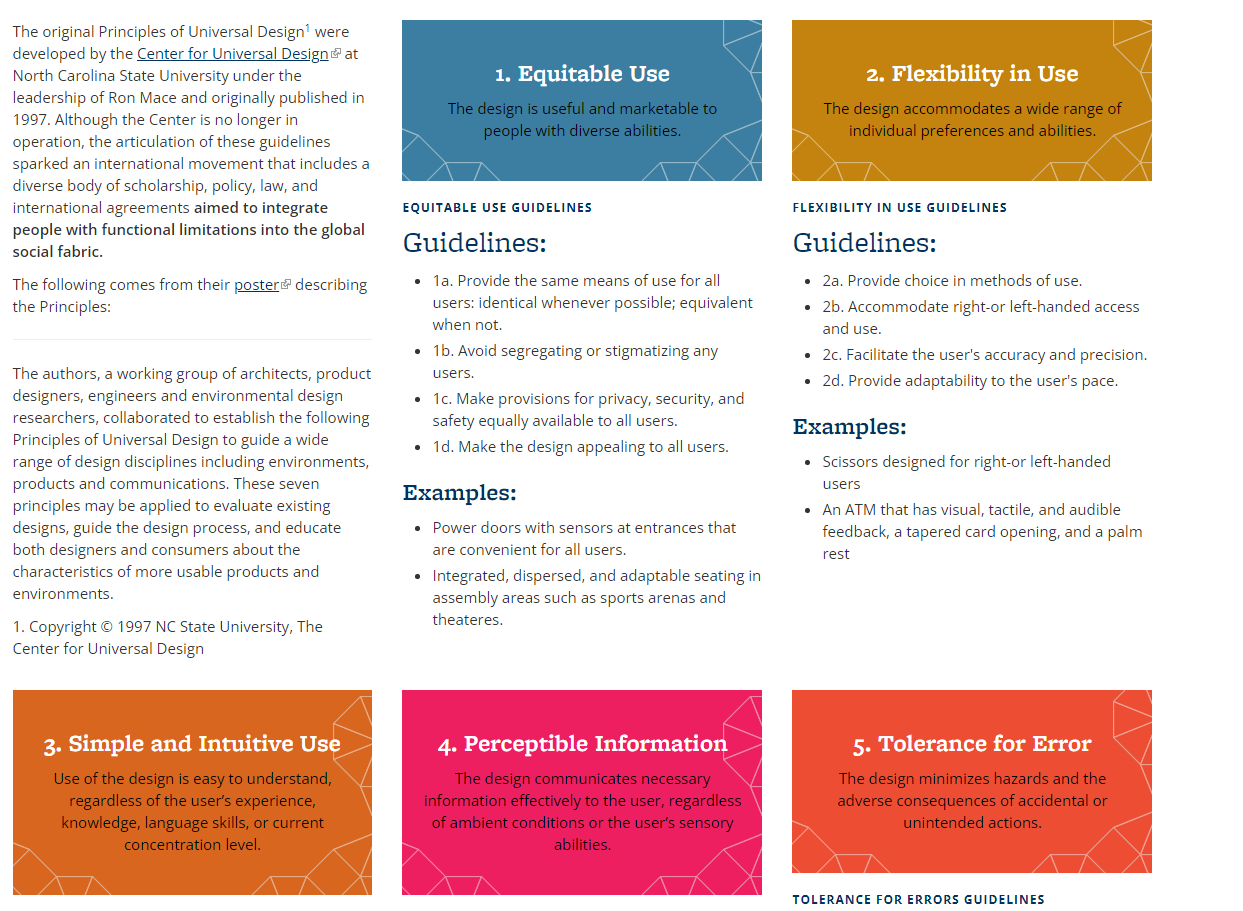 The original Principles of Universal Design1 were
developed by the Center for Universal Design at
North Carolina State University under the
leadership of Ron Mace and originally published in
1997. Although the Center is no longer in
operation, the articulation of these guidelines
sparked an international movement that includes a
diverse body of scholarship, policy, law, and
international agreements aimed to integrate
people with functional limitations into the global
social fabric.
The following comes from their poster describing
the Principles:
The authors, a working group of architects, product
designers, engineers and environmental design
researchers, collaborated to establish the following
Principles of Universal Design to guide a wide
range of design disciplines including environments,
products and communications. These seven
principles may be applied to evaluate existing
designs, guide the design process, and educate
both designers and consumers about the
characteristics of more usable products and
environments.
1. Copyright © 1997 NC State University, The
Center for Universal Design
1. Equitable Use
The design is useful and marketable to
people with diverse abilities.
EQUITABLE USE GUIDELINES
Guidelines:
1a. Provide the same means of use for all
users: identical whenever possible; equivalent
when not.
1b. Avoid segregating or stigmatizing any
users.
1c. Make provisions for privacy, security, and
safety equally available to all users.
1d. Make the design appealing to all users.
Examples:
Power doors with sensors at entrances that
are convenient for all users.
Integrated, dispersed, and adaptable seating in
assembly areas such as sports arenas and
theateres.
2. Flexibility in Use
The design accommodates a wide range of
individual preferences and abilities.
FLEXIBILITY IN USE GUIDELINES
Guidelines:
2a. Provide choice in methods of use.
2b. Accommodate right-or left-handed access
and use.
2c. Facilitate the user's accuracy and precision.
2d. Provide adaptability to the user's pace.
Examples:
Scissors designed for right-or left-handed
users
An ATM that has visual, tactile, and audible
feedback, a tapered card opening, and a palm
rest
3. Simple and Intuitive Use
Use of the design is easy to understand,
regardless of the user's experience,
knowledge, language skills, or current
concentration level.
4. Perceptible Information
The design communicates necessary
information effectively to the user, regardless
of ambient conditions or the user's sensory
abilities.
5. Tolerance for Error
The design minimizes hazards and the
adverse consequences of accidental or
unintended actions.
TOLERANCE FOR ERRORS GUIDELINES